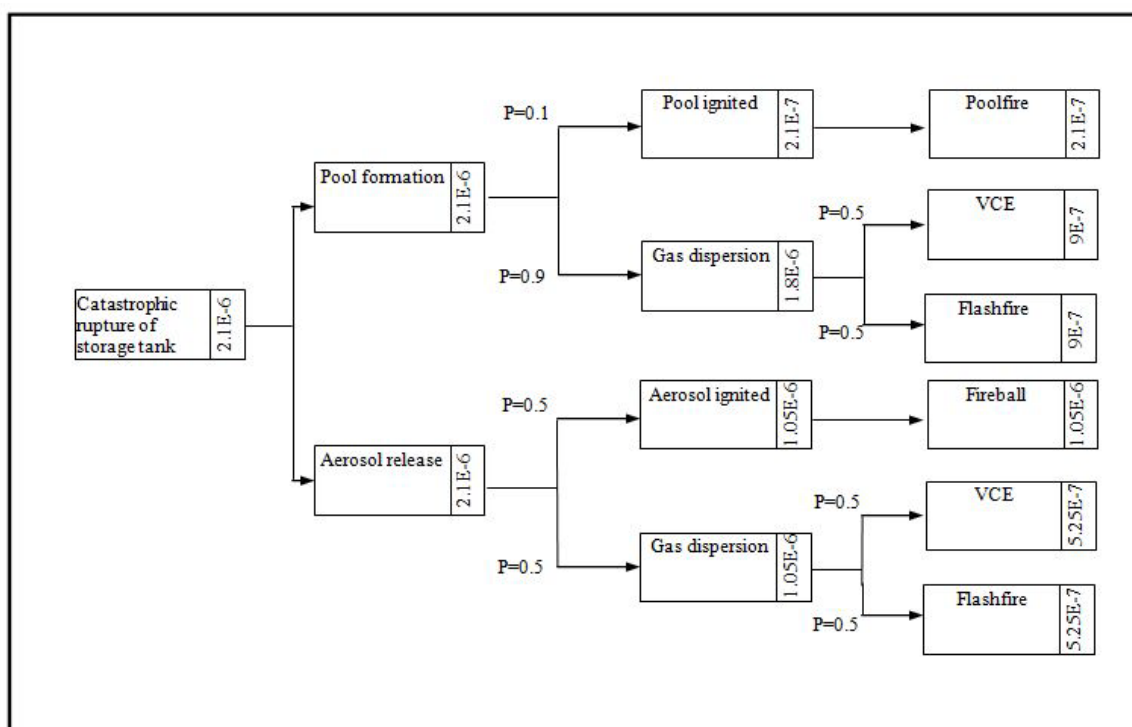 Pool ignited
2.1E-7
Poolfire
2.1E-7
P=0.1
Pool formation
2.1E-6
VCE
9E-7
P=0.5
Gas dispersion
1.8E-6
P=0.9
Flashfire
9E-7
P=0.5
Catastrophic
rupture of
storage tank
2.1E-6
Aerosol ignited
1.05E-6
Fireball
1.05E-6
P=0.5
Aerosol release
2.1E-6
VCE
5.25E-7
P=0.5
Gas dispersion
1.05E-6
P=0.5
Flashfire
5.25E-7
P=0.5